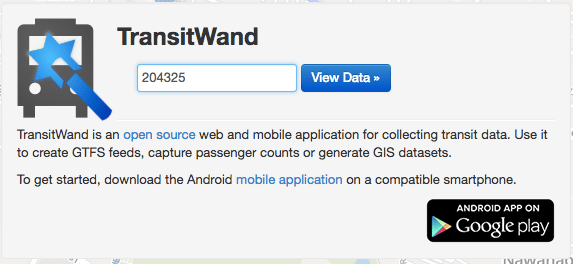 TransitWand
204325
View Data »
TransitWand is an open source web and mobile application for collecting transit data. Use it
to create GTFS feeds, capture passenger counts or generate GIS datasets.
To get started, download the Android mobile application on a compatible smartphone.
ANDROID APP ON
Google play